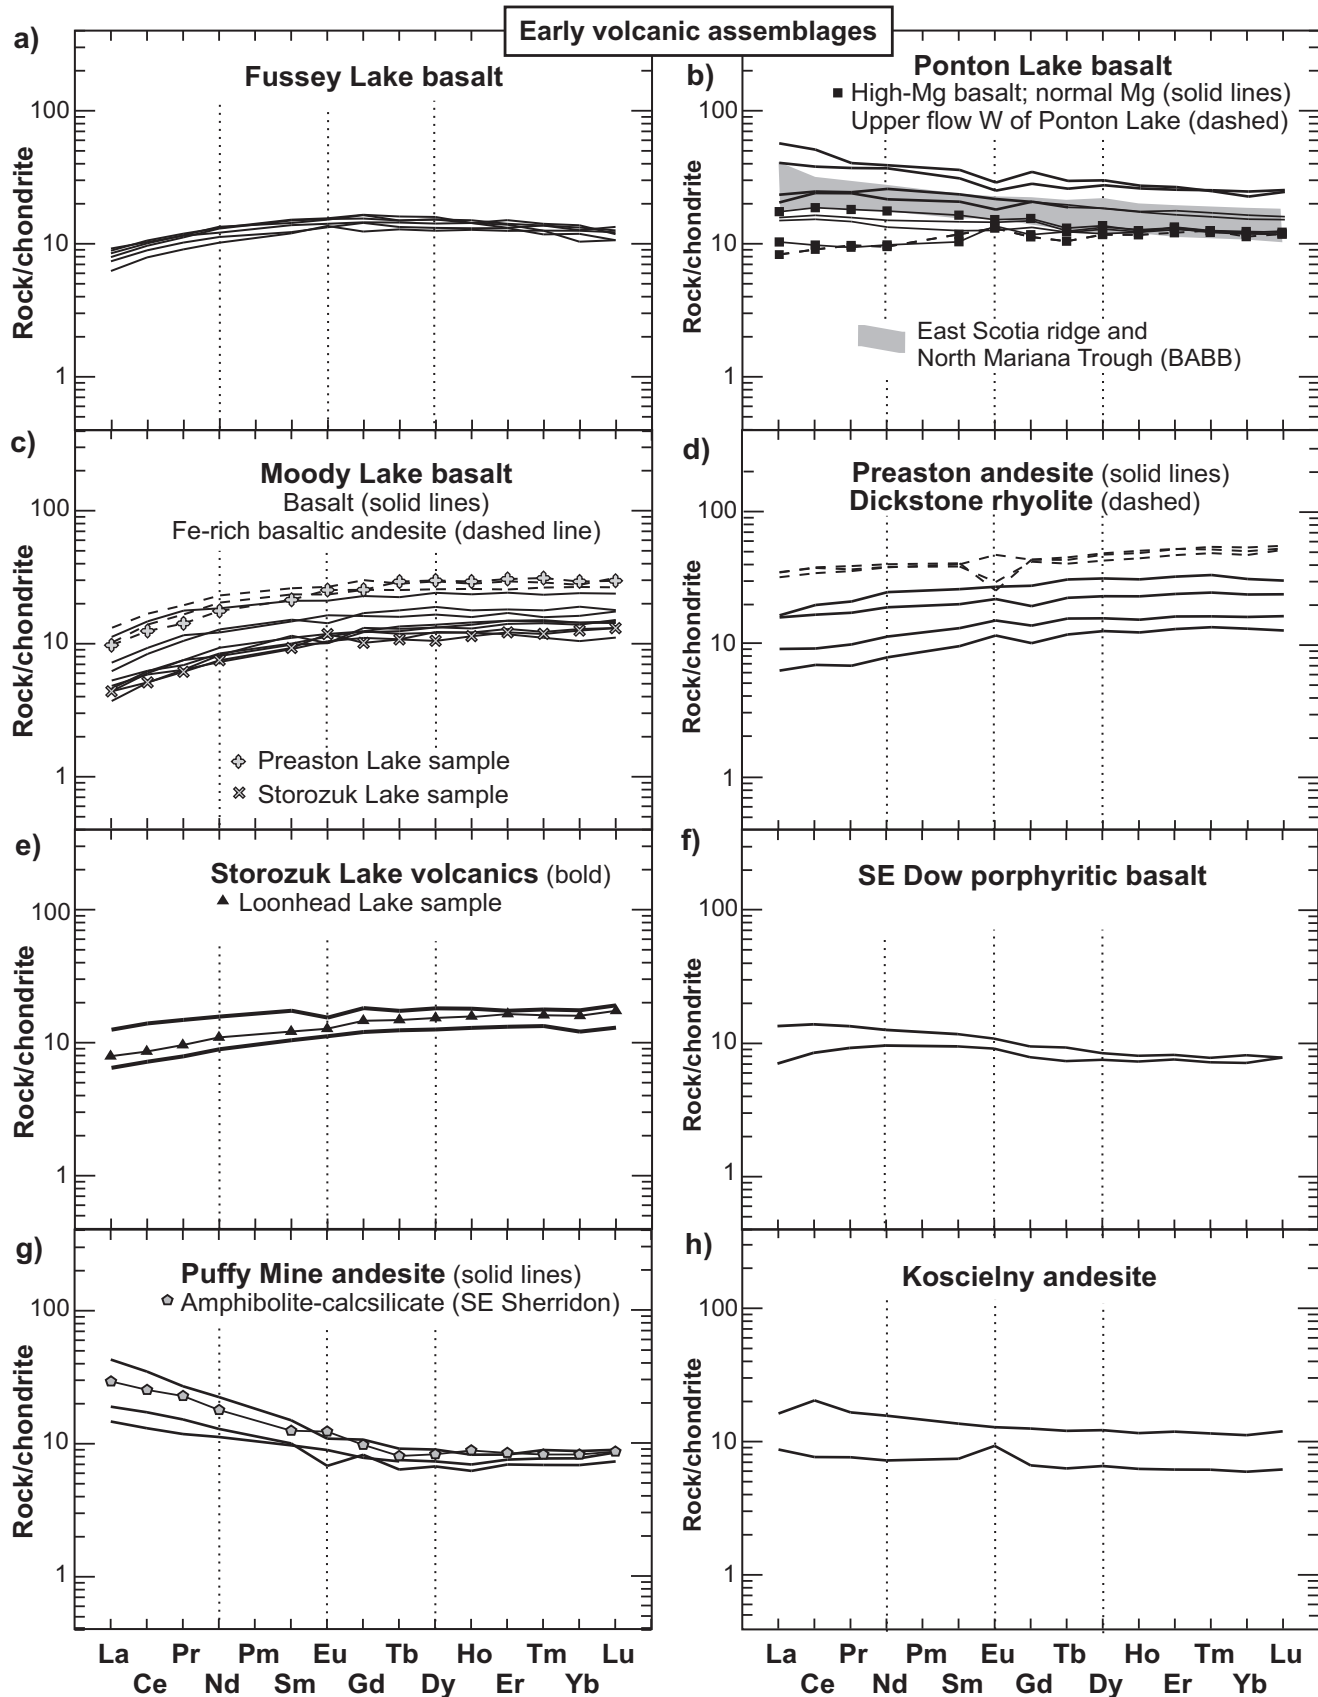 Early volcanic assemblages
a)
Fussey Lake basalt
100
10
1
Rock/chondrite
b)
Ponton Lake basalt
High-Mg basalt; normal Mg (solid lines)
Upper flow W of Ponton Lake (dashed)
100
10
1
Rock/chondrite
East Scotia ridge and
North Mariana Trough (BABB)
c)
Moody Lake basalt
Basalt (solid lines)
Fe-rich basaltic andesite (dashed line)
100
10
1
Rock/chondrite
Preaston Lake sample
Storozuk Lake sample
d)
Preaston andesite (solid lines)
Dickstone rhyolite (dashed)
100
10
1
Rock/chondrite
e)
Storozuk Lake volcanics (bold)
Loonhead Lake sample
100
10
1
Rock/chondrite
f)
SE Dow porphyritic basalt
100
10
1
Rock/chondrite
g)
Puffy Mine andesite (solid lines)
Amphibolite-calcsilicate (SE Sherridon)
100
10
1
Rock/chondrite
h)
Koscielny andesite
100
10
1
Rock/chondrite
La Pr Pm Eu Tb Ho Tm Lu
Ce Nd Sm Gd Dy Er Yb
La Pr Pm Eu Tb Ho Tm Lu
Ce Nd Sm Gd Dy Er Yb